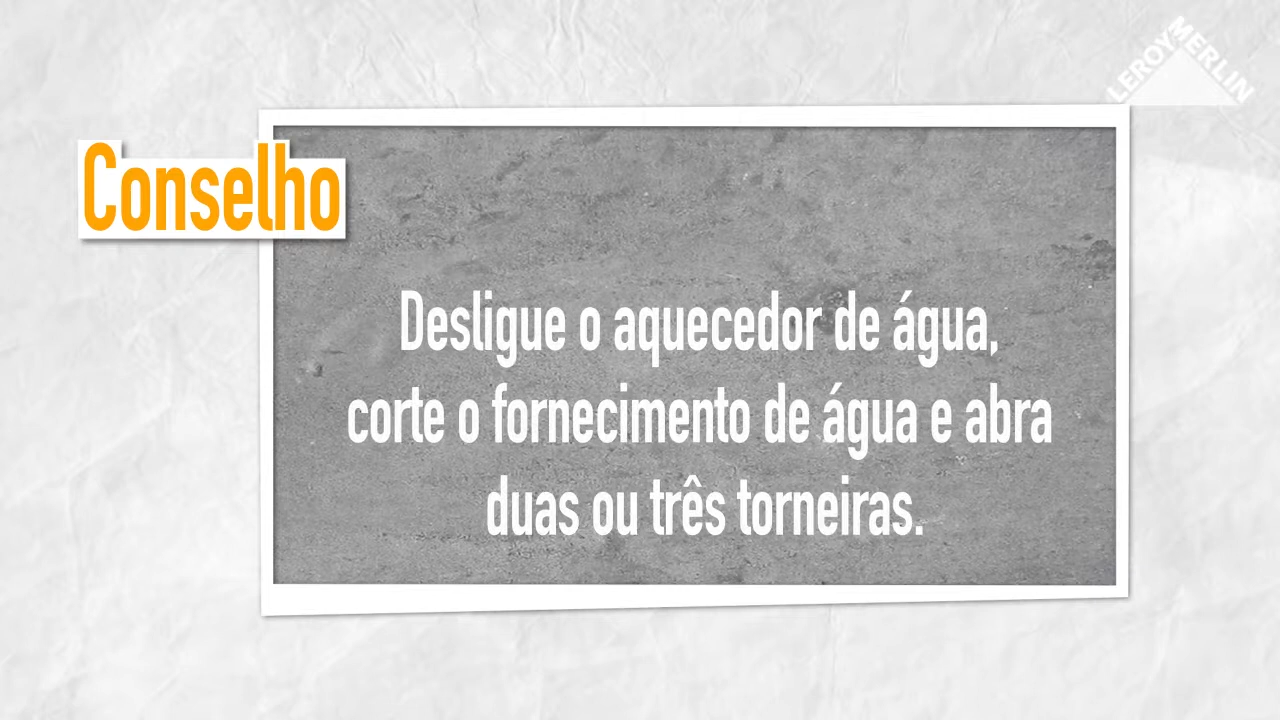 LEROY MERLIN
Conselho
Desligue o aquecedor de água,
corte o fornecimento de água e abra
duas ou três torneiras.